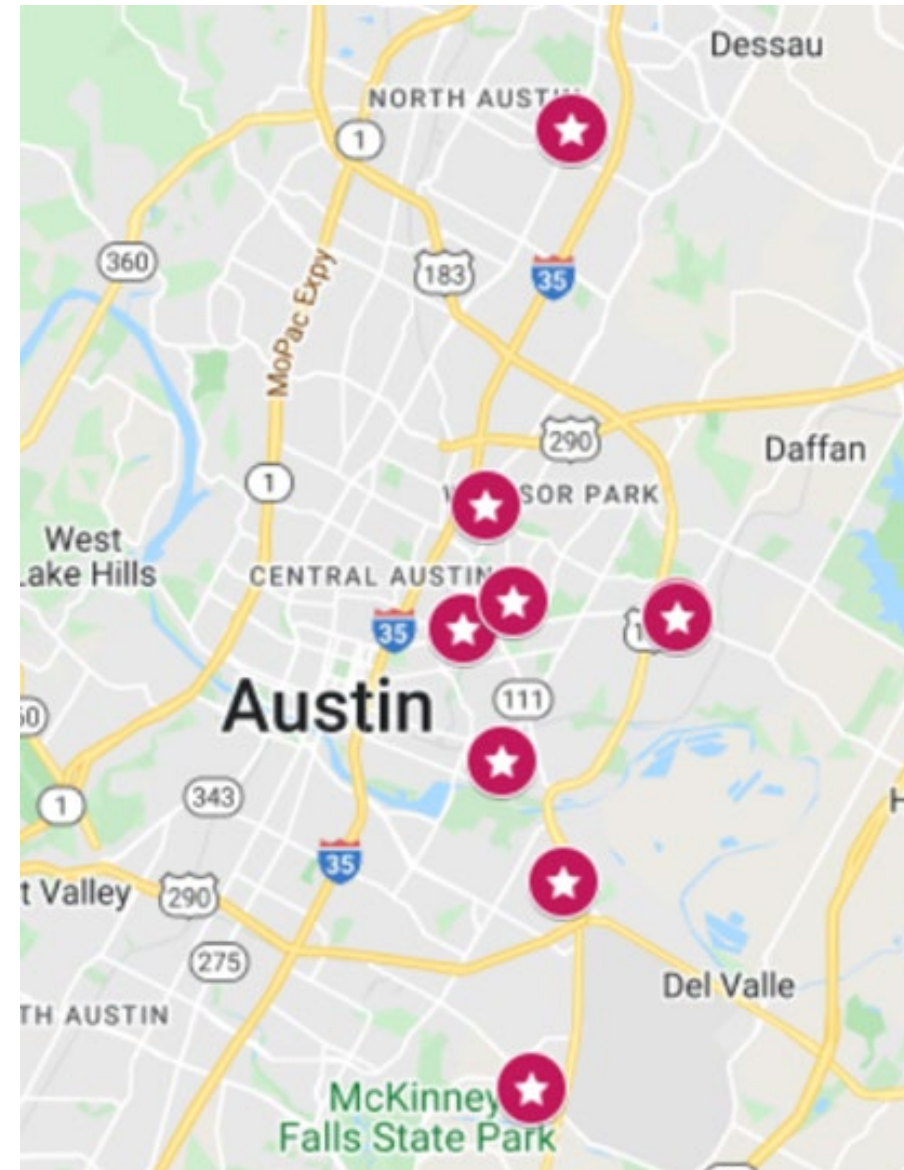 Dessau
NORTH AUST
1
360
183
35
MoPac Expy
290
Daffan
1
SOR PARK
West
Lake Hills
CENTRAL AUSTIN
35
Austin
111
1
343
35
t Valley
290
275
Del Valle
TH AUSTIN
McKinney
Falls State Park